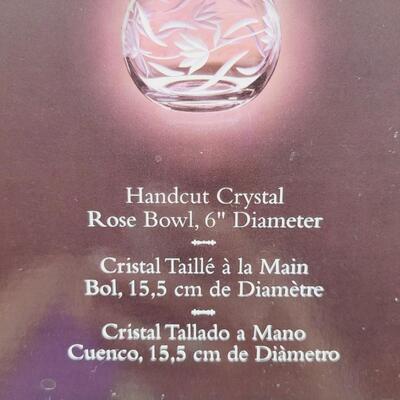 Handcut Crystal
Rose Bowl, 6" Diameter
Cristal Taillé à la Main
Bol, 15,5 cm de Diamètre
Cristal Tallado a Mano
Cuenco, 15,5 cm de Diàmetro